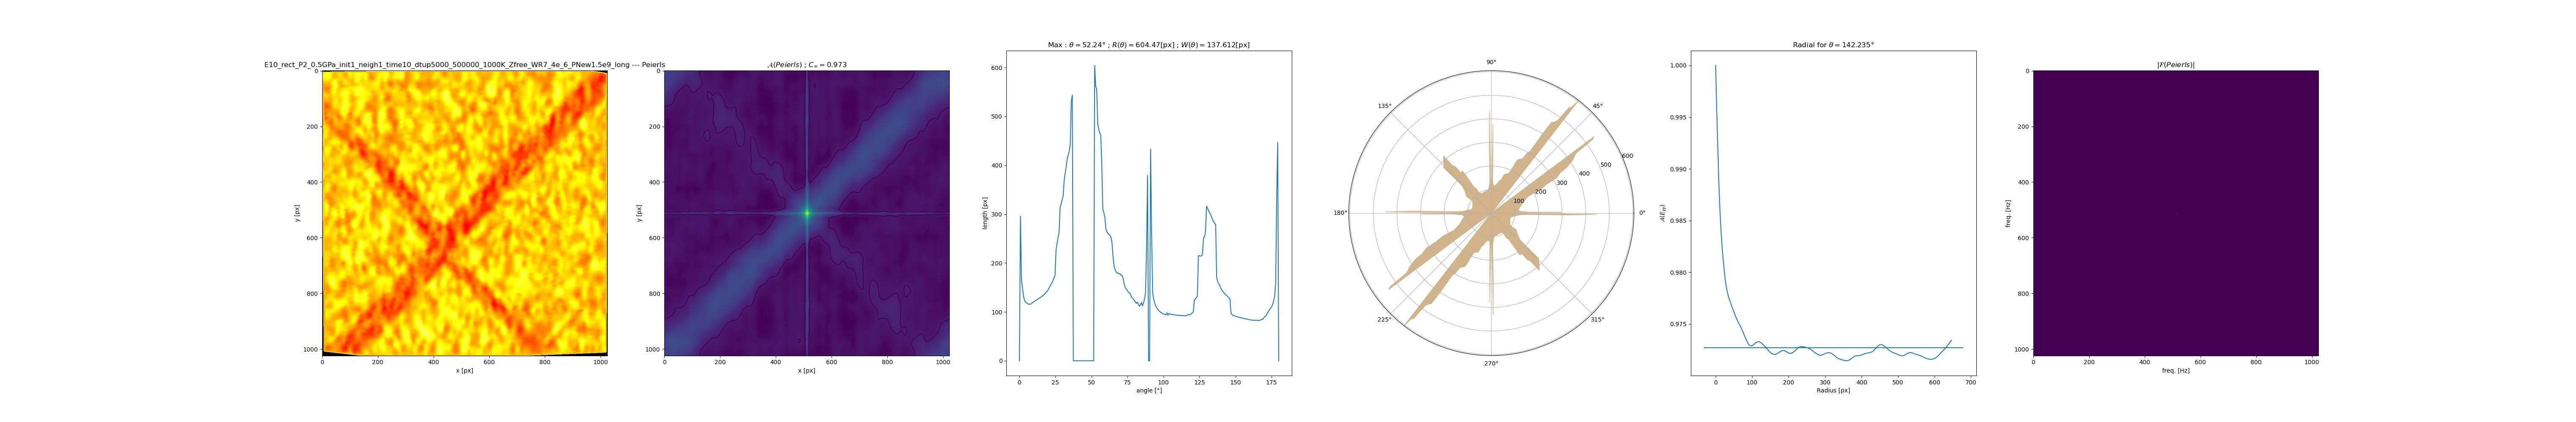 E10_rect_P2_0.5GPa_init1_neigh1_time10_dtup5000_500000_1000K_Zfree_WR7_4e_6_PNew1.5e9_long --- Peierls
0
200
400
600
800
1000
y [px]
0 200 400 600 800 1000
x [px]
𝒜(Peierls) ; C∞ = 0.973
0
200
400
600
800
1000
y [px]
0 200 400 600 800 1000
x [px]
Max : θ = 52.24° ; R(θ) = 604.47[px] ; W(θ) = 137.612[px]
600
500
400
300
200
100
0
length [px]
0 25 50 75 100 125 150 175
angle [°]
90°
135° 45°
180° 0°
225° 315°
270°
100 200 300 400 500 600
Radial for θ = 142.235°
1.000
0.995
0.990
0.985
0.980
0.975
0 100 200 300 400 500 600 700
Radius [px]
|ℱ(Peierls)|
0
200
400
600
800
1000
freq. [Hz]
0 200 400 600 800 1000
freq. [Hz]